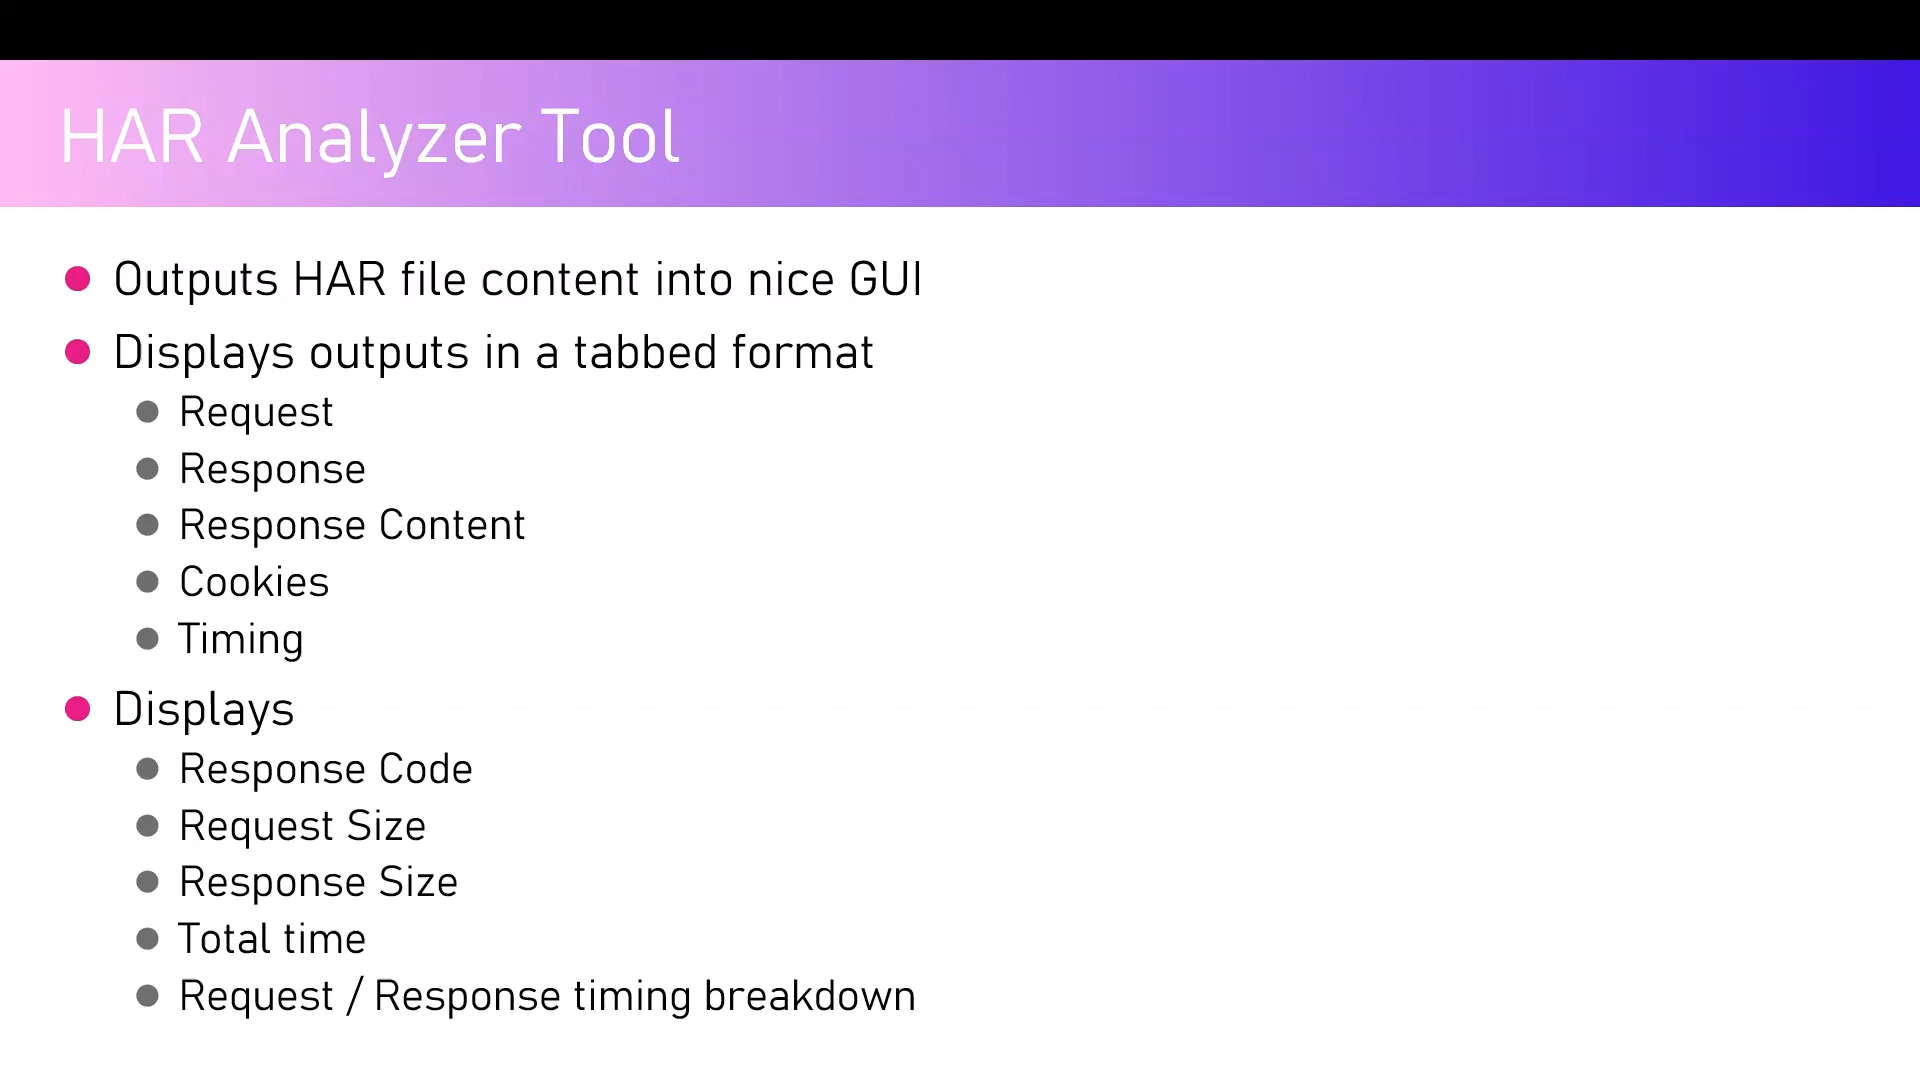 HAR Analyzer Tool
Outputs HAR file content into nice GUI
Displays outputs in a tabbed format
Request
Response
Response Content
Cookies
Timing
Displays
Response Code
Request Size
Response Size
Total time
Request / Response timing breakdown